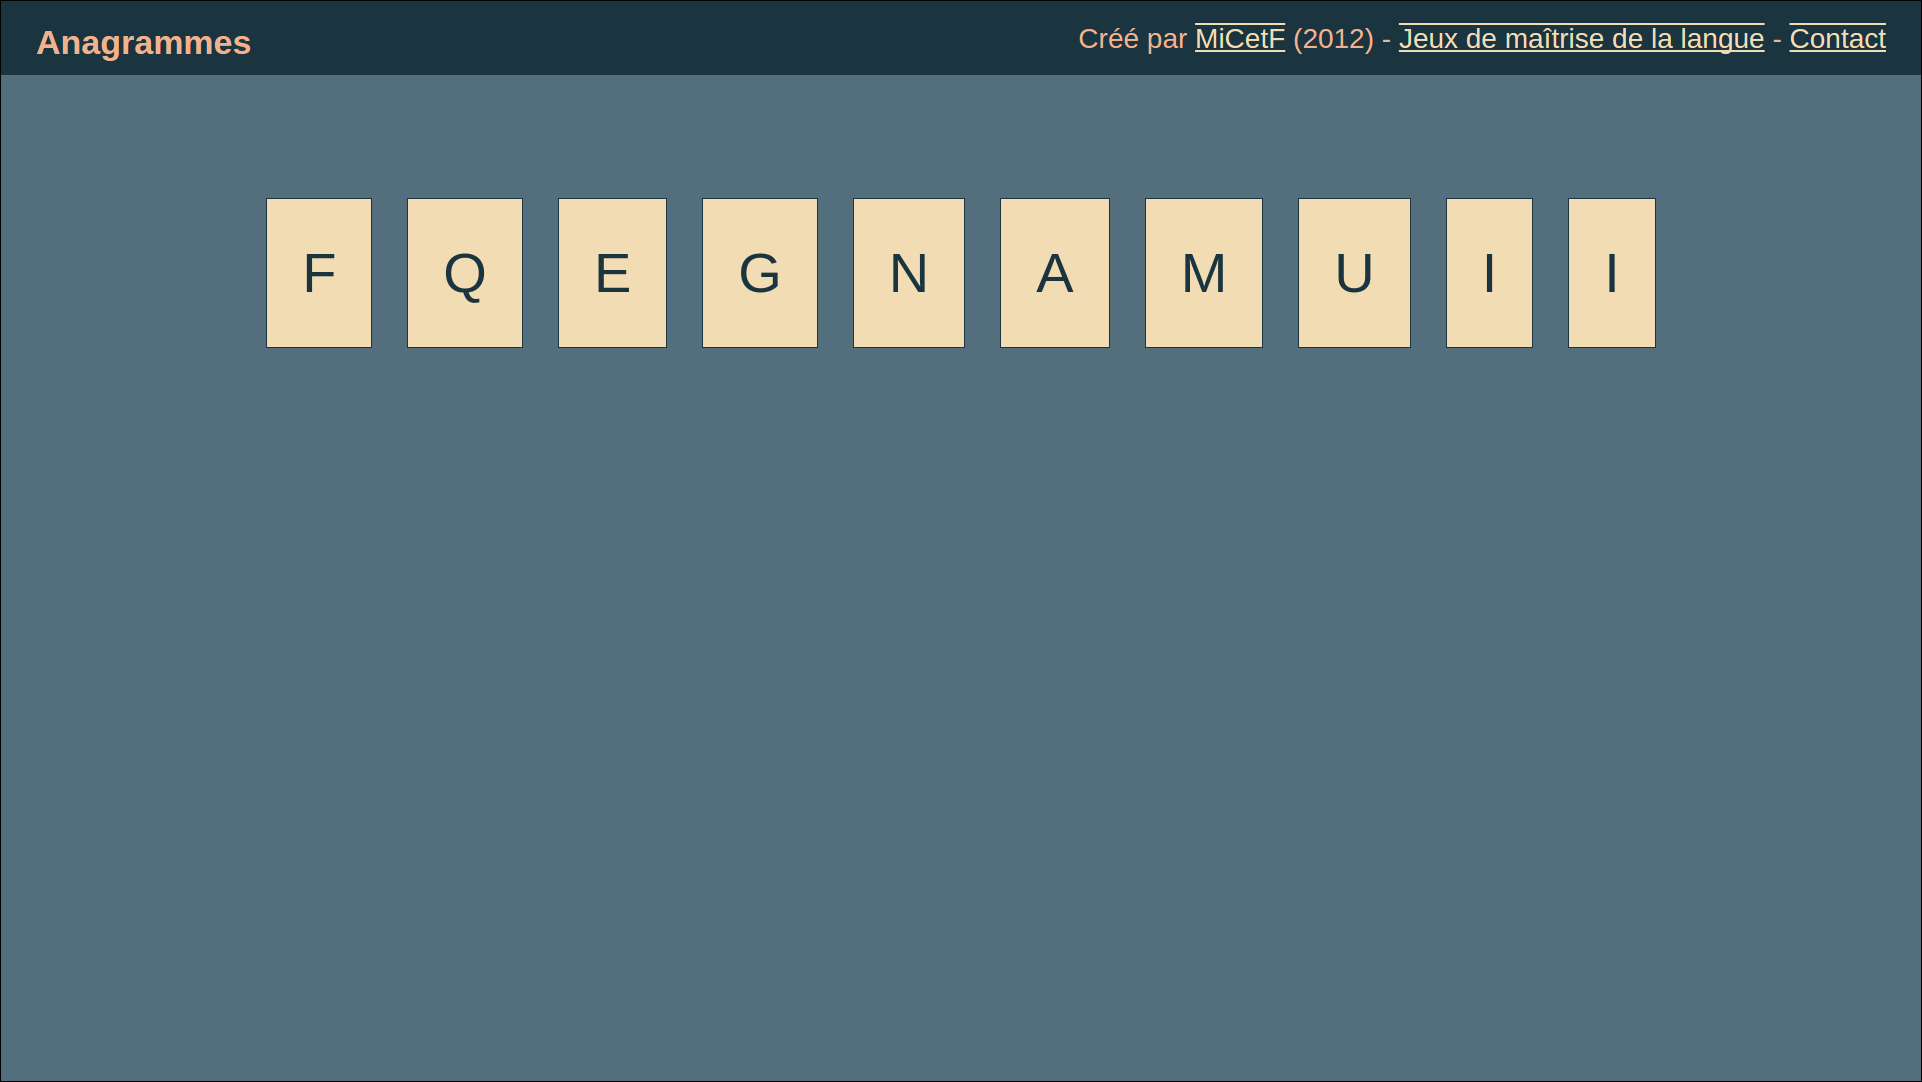 Anagrammes
Créé par MiCetF (2012) - Jeux de maîtrise de la langue - Contact
F Q E G N A M U I I